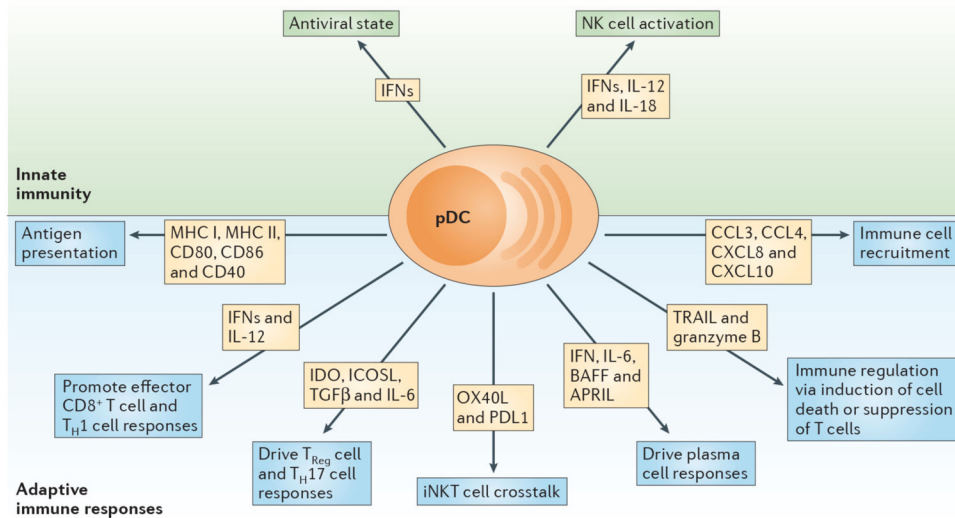 Antiviral state
NK cell activation
IFNs
IFNs, IL-12
and IL-18
Innate
immunity
pDC
Antigen
presentation
MHC I, MHC II,
CD80, CD86
and CD40
CCL3, CCL4,
CXCL8 and
CXCL10
Immune cell
recruitment
IFNs and
IL-12
TRAIL and
granzyme B
IDO, ICOSL,
TGFβ and IL-6
OX40L
and PDL1
IFN, IL-6,
BAFF and
APRIL
Promote effector
CD8⁺ T cell and
T_H1 cell responses
Immune regulation
via induction of cell
death or suppression
of T cells
Drive T_Reg cell
and T_H17 cell
responses
iNKT cell crosstalk
Drive plasma
cell responses
Adaptive
immune responses